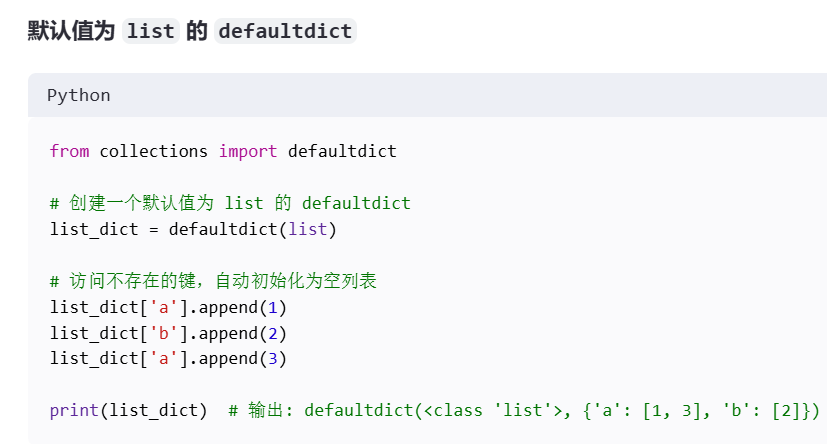 默认值为 list 的 defaultdict
Python
from collections import defaultdict
# 创建一个默认值为 list 的 defaultdict
list_dict = defaultdict(list)
# 访问不存在的键，自动初始化为空列表
list_dict['a'].append(1)
list_dict['b'].append(2)
list_dict['a'].append(3)
print(list_dict)  # 输出: defaultdict(<class 'list'>, {'a': [1, 3], 'b': [2]})